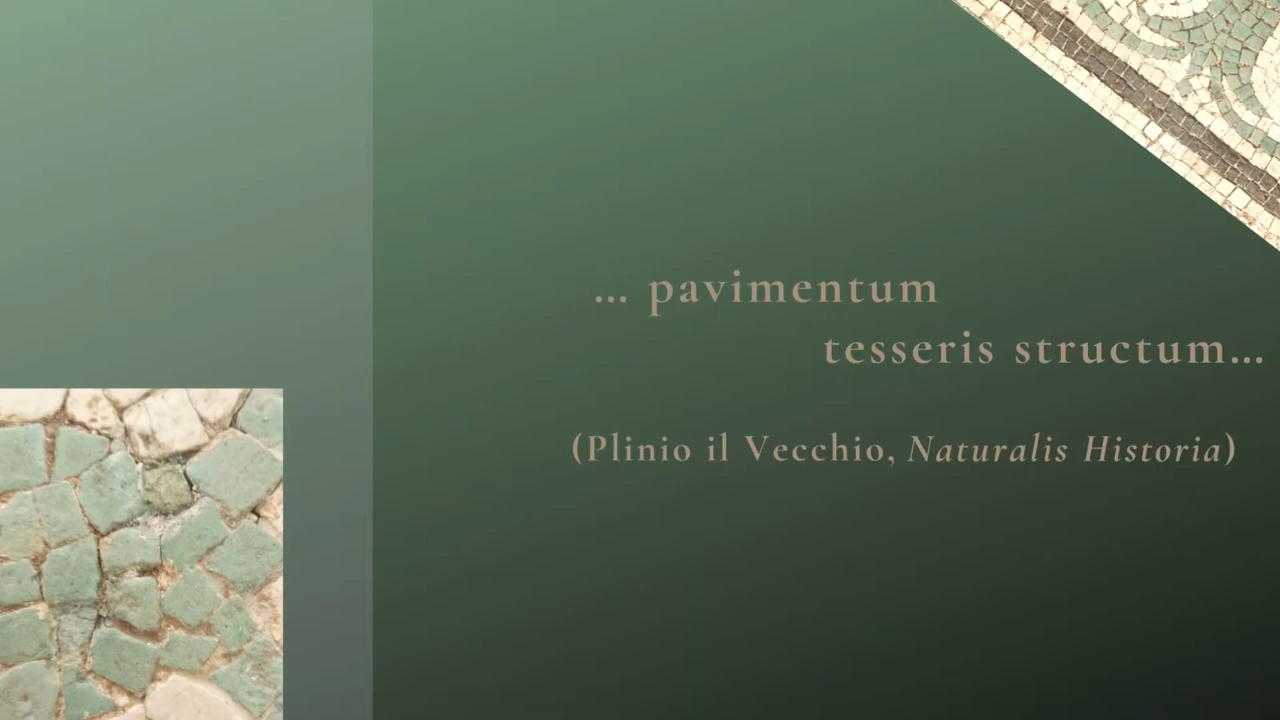 ... pavimentum
tesseris structum...
(Plinio il Vecchio, Naturalis Historia)